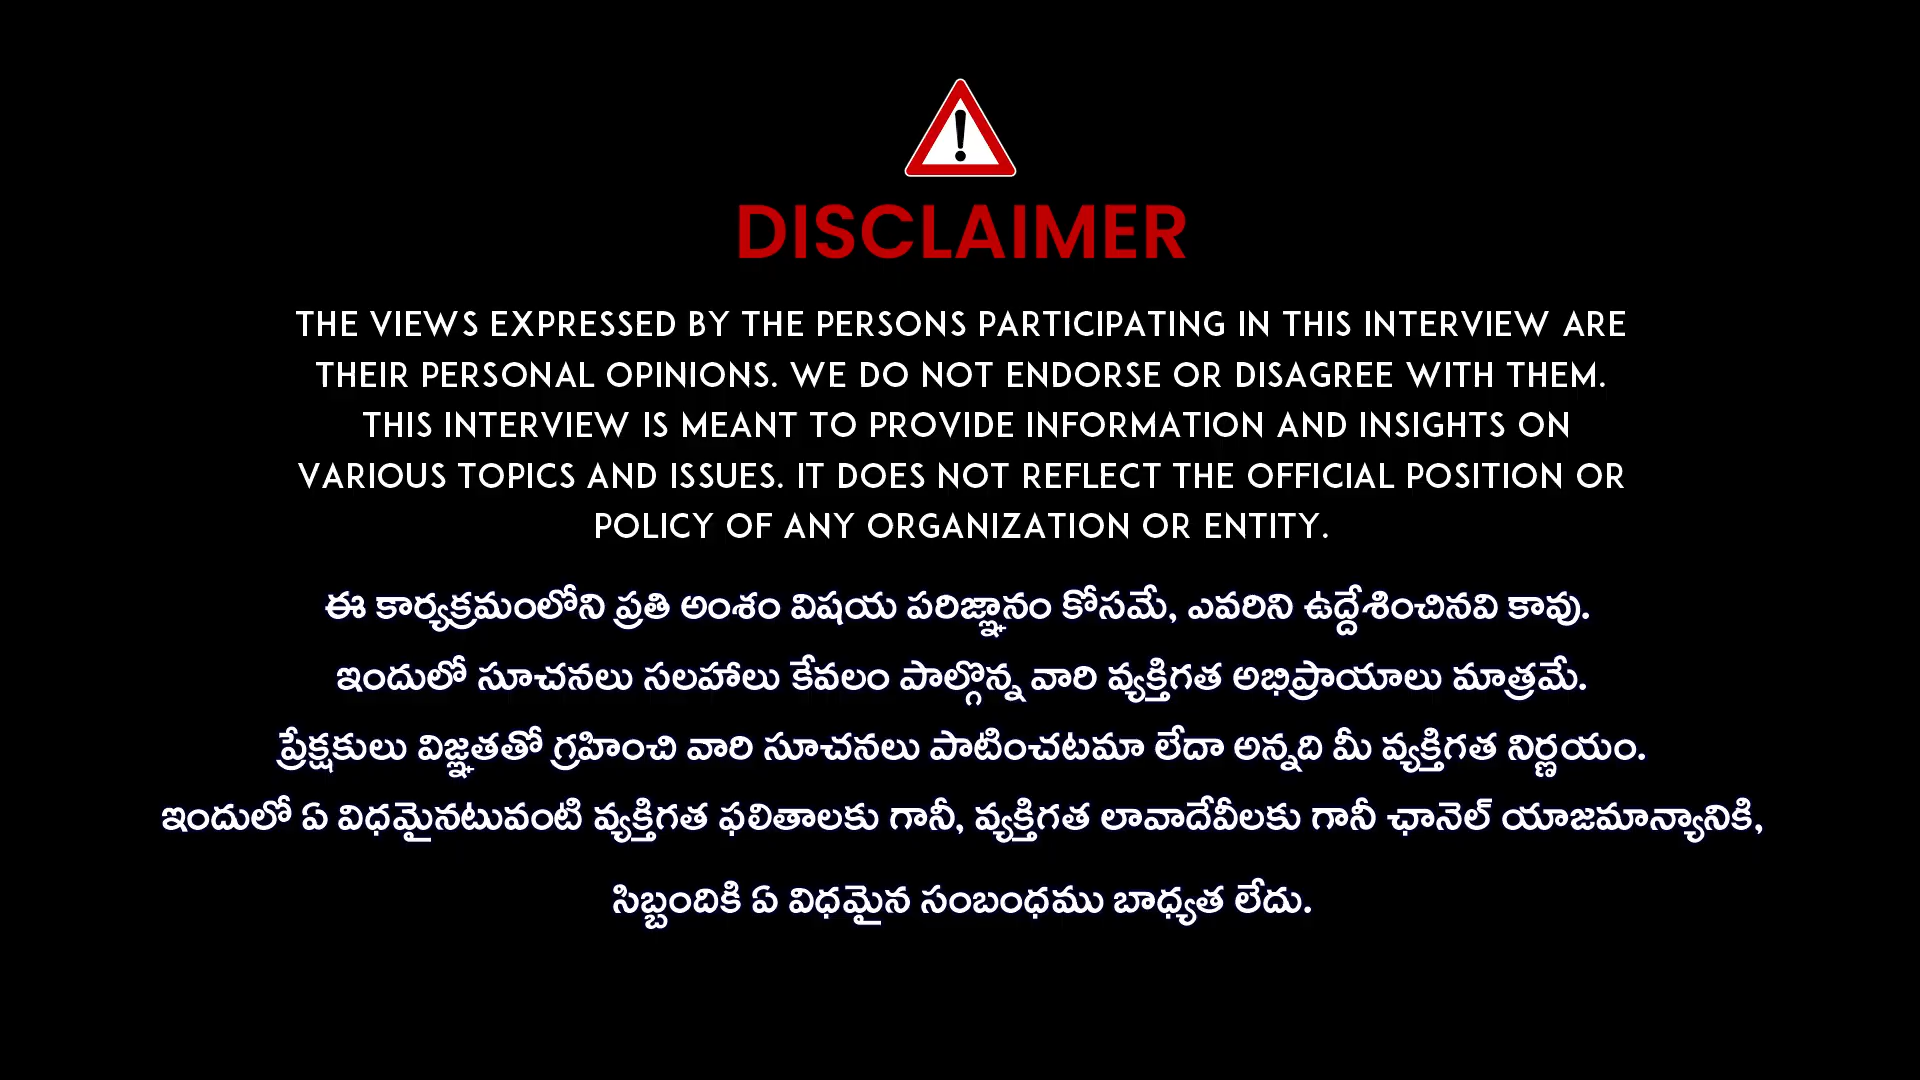 DISCLAIMER
THE VIEWS EXPRESSED BY THE PERSONS PARTICIPATING IN THIS INTERVIEW ARE
THEIR PERSONAL OPINIONS. WE DO NOT ENDORSE OR DISAGREE WITH THEM.
THIS INTERVIEW IS MEANT TO PROVIDE INFORMATION AND INSIGHTS ON
VARIOUS TOPICS AND ISSUES. IT DOES NOT REFLECT THE OFFICIAL POSITION OR
POLICY OF ANY ORGANIZATION OR ENTITY.
ఈ కార్యక్రమంలోని ప్రతి అంశం విషయ పరిజ్ఞానం కోసమే, ఎవరిని ఉద్దేశించినవి కావు.
ఇందులో సూచనలు సలహాలు కేవలం పాల్గొన్న వారి వ్యక్తిగత అభిప్రాయాలు మాత్రమే.
ప్రేక్షకులు విజ్ఞతతో గ్రహించి వారి సూచనలు పాటించటమా లేదా అన్నది మీ వ్యక్తిగత నిర్ణయం.
ఇందులో ఏ విధమైనటువంటి వ్యక్తిగత ఫలితాలకు గానీ, వ్యక్తిగత లావాదేవీలకు గానీ ఛానెల్ యాజమాన్యానికి,
సిబ్బందికి ఏ విధమైన సంబంధము బాధ్యత లేదు.